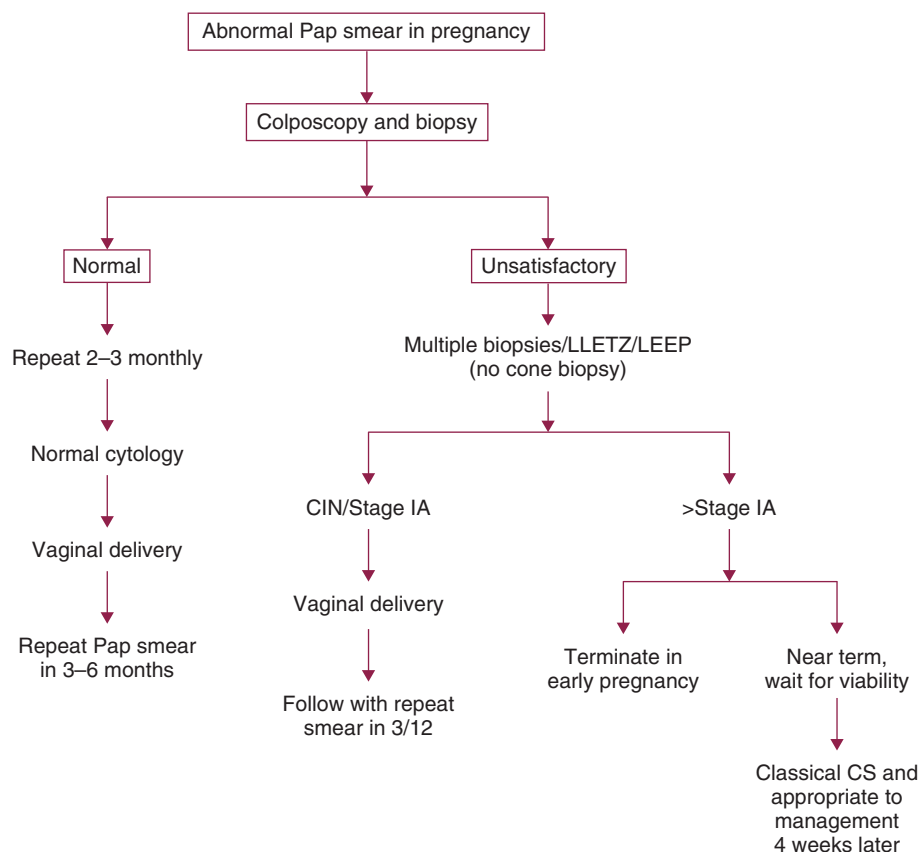 Abnormal Pap smear in pregnancy
Colposcopy and biopsy
Normal
Repeat 2–3 monthly
Normal cytology
Vaginal delivery
Repeat Pap smear
in 3–6 months
Unsatisfactory
Multiple biopsies/LLETZ/LEEP
(no cone biopsy)
CIN/Stage IA
Vaginal delivery
Follow with repeat
smear in 3/12
>Stage IA
Terminate in
early pregnancy
Near term,
wait for viability
Classical CS and
appropriate to
management
4 weeks later